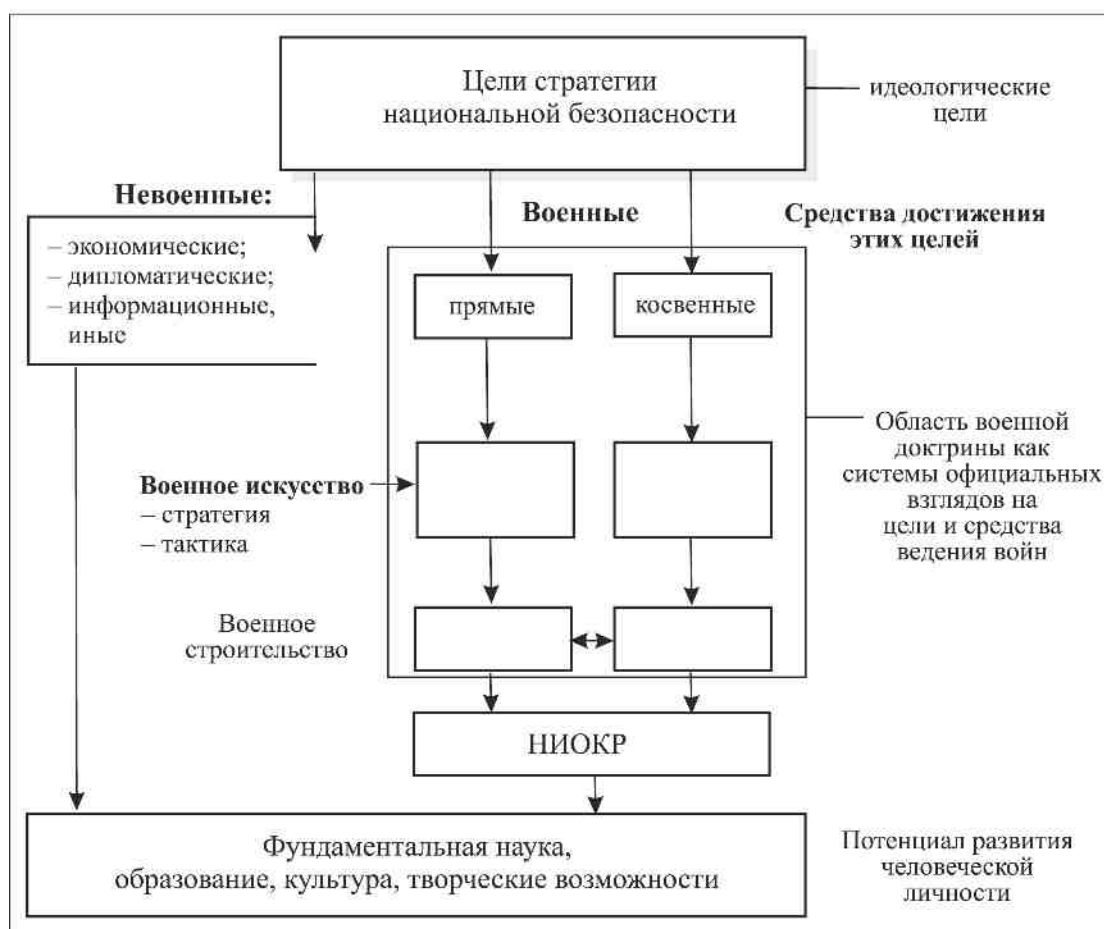 Цели стратегии
национальной безопасности
идеологические
цели
Невоенные:
– экономические;
– дипломатические;
– информационные,
иные
Военные
Средства достижения
этих целей
прямые
косвенные
Область военной
доктрины как
системы официальных
взглядов на
цели и средства
ведения войн
Военное искусство
– стратегия
– тактика
Военное
строительство
НИОКР
Фундаментальная наука,
образование, культура, творческие возможности
Потенциал развития
человеческой
личности